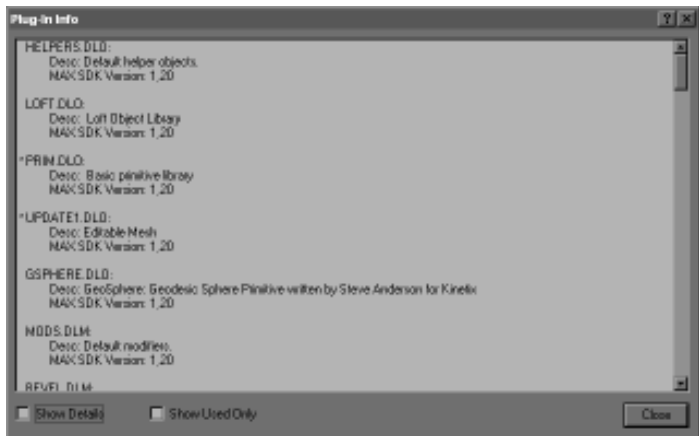 Plug-In Info
HELPERS.DLO:
Desc: Default helper objects.
MAX SDK Version: 1,20
LOFT.DLO:
Desc: Loft Object Library
MAX SDK Version: 1,20
*PRIM.DLO:
Desc: Basic primitive library
MAX SDK Version: 1,20
*UPDATE1.DLO:
Desc: Editable Mesh
MAX SDK Version: 1,20
GSPHERE.DLO:
Desc: GeoSphere: Geodesic Sphere Primitive written by Steve Anderson for Kinetix
MAX SDK Version: 1,20
MODS.DLM:
Desc: Default modifiers.
MAX SDK Version: 1,20
BEVEL.DLM:
Show Details
Show Used Only
Close